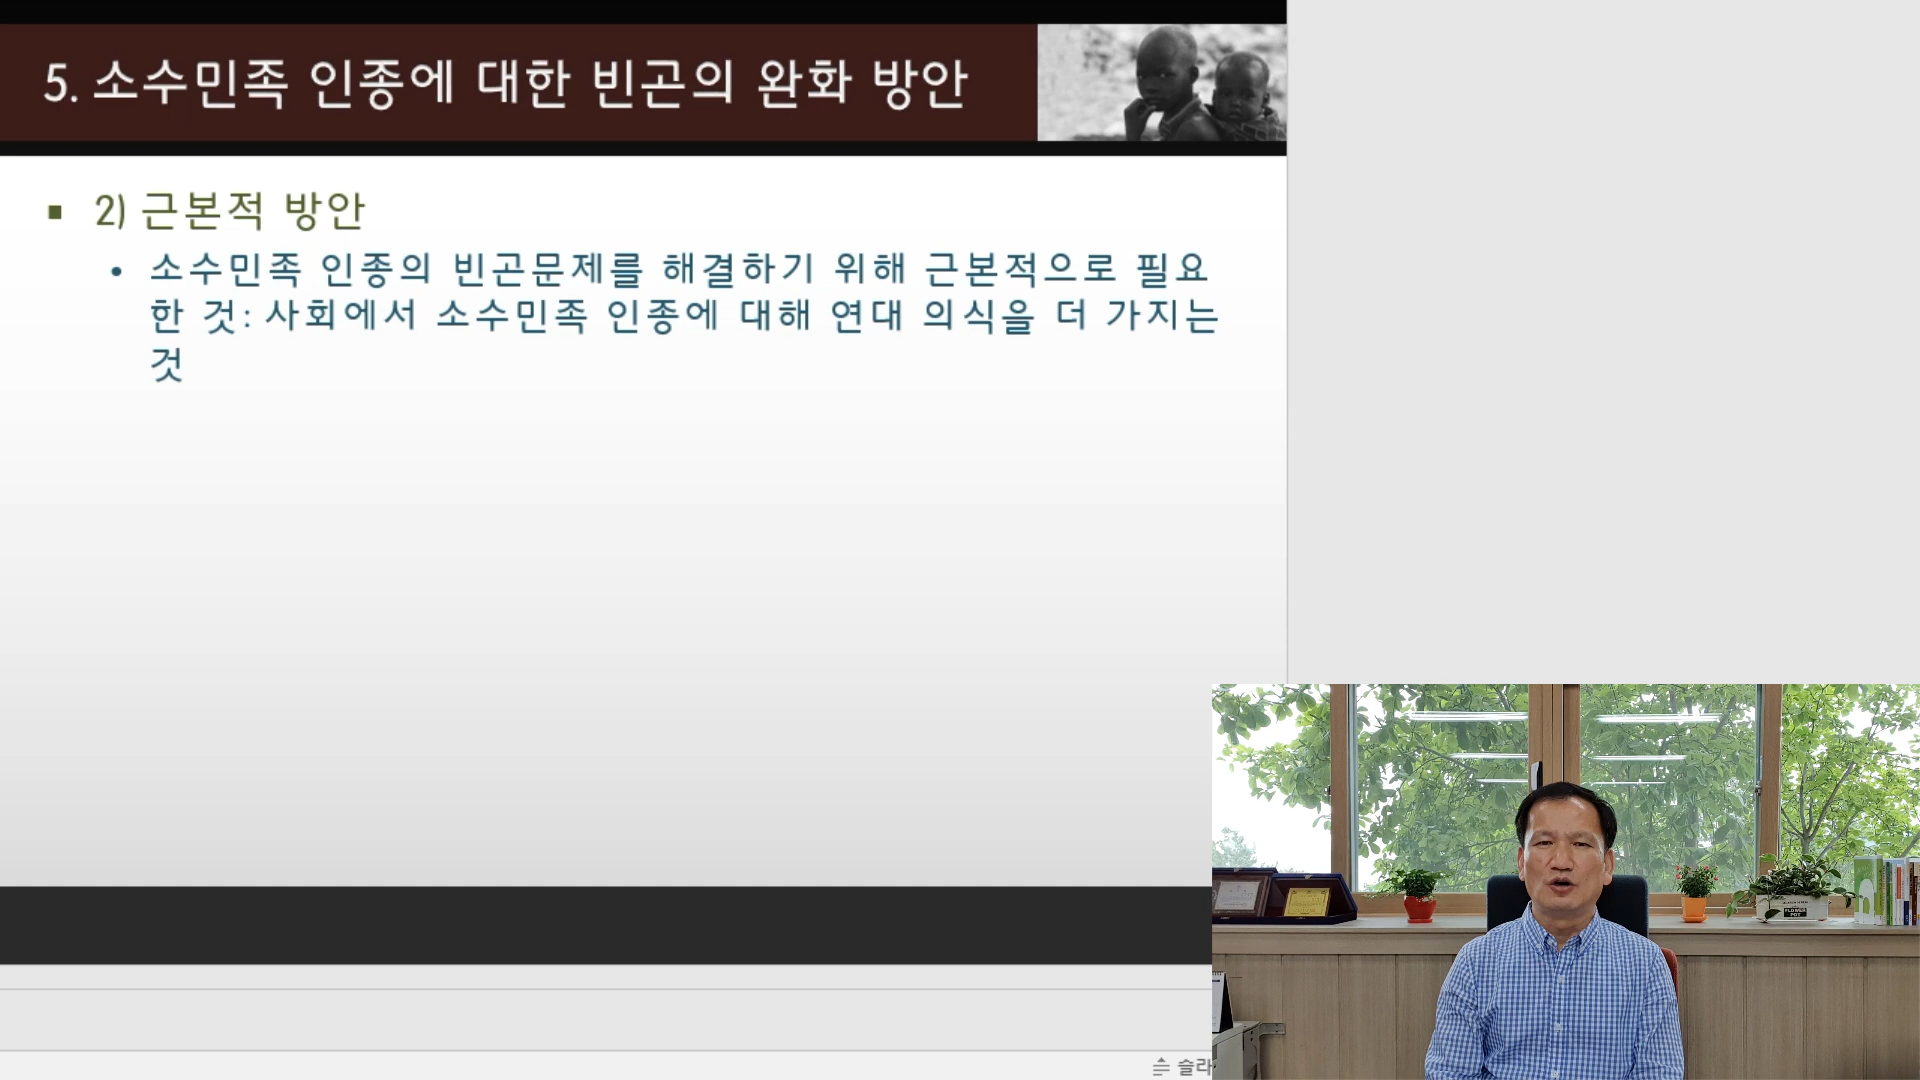 5. 소수민족 인종에 대한 빈곤의 완화 방안
2) 근본적 방안
소수민족 인종의 빈곤문제를 해결하기 위해 근본적으로 필요
한 것: 사회에서 소수민족 인종에 대해 연대 의식을 더 가지는
것
FLOWER
POT